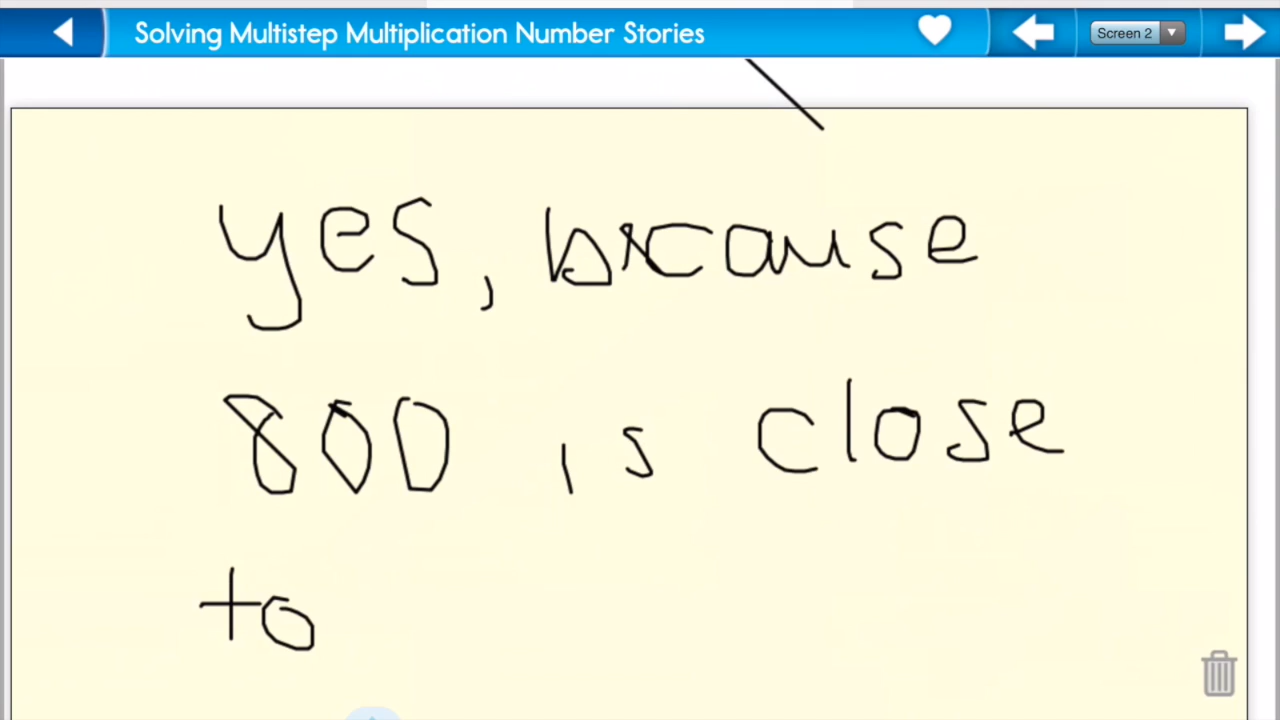 Solving Multistep Multiplication Number Stories
Screen 2
yes, because
800 is close
to